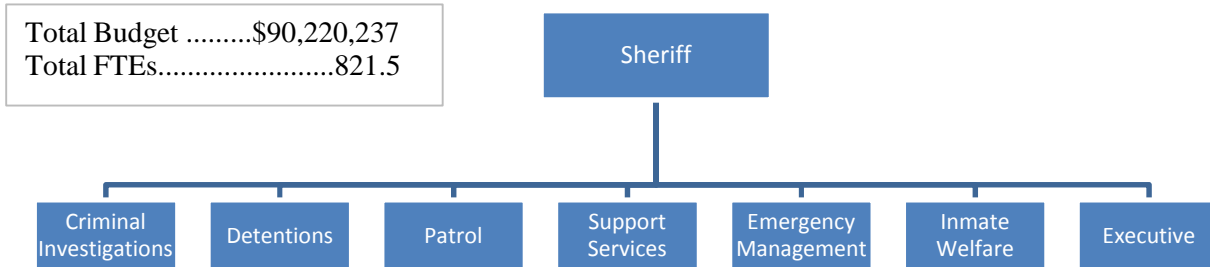 Total Budget .........$90,220,237
Total FTEs........................821.5
Sheriff
Criminal
Investigations
Detentions
Patrol
Support
Services
Emergency
Management
Inmate
Welfare
Executive